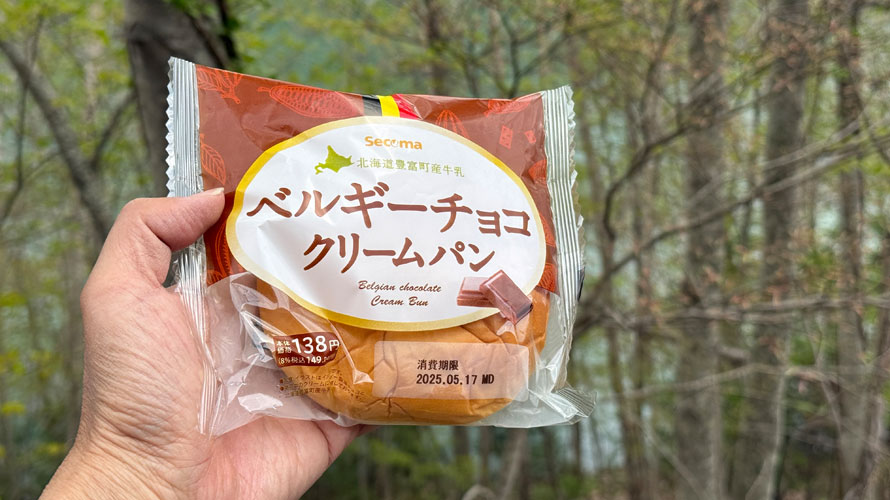 Secoma
北海道豊富町産牛乳
ベルギーチョコ
クリームパン
Belgian chocolate
Cream Bun
本体価格 138円
(8%税込149
消費期限
2025.05.17 MD